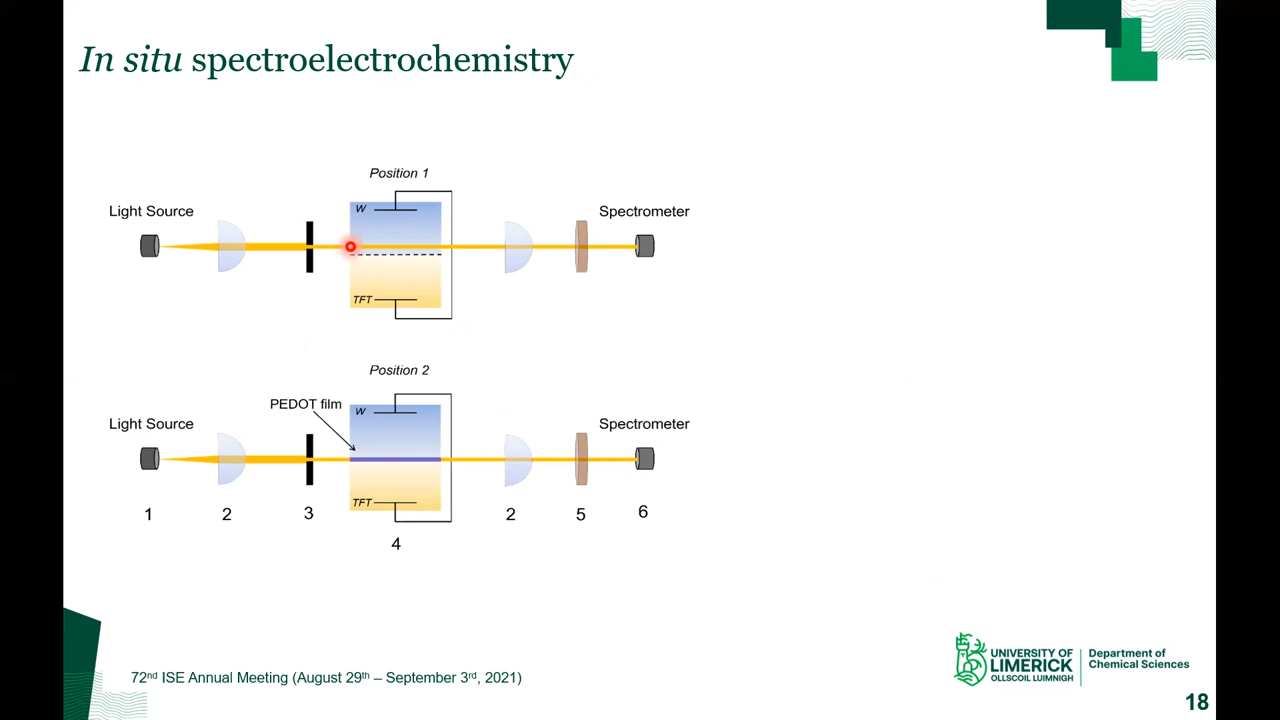 In situ spectroelectrochemistry
Position 1
Light Source
W
Spectrometer
TFT
Position 2
PEDOT film
Light Source
W
Spectrometer
TFT
1 2 3 2 5 6
4
72nd ISE Annual Meeting (August 29th – September 3rd, 2021)
UNIVERSITY OF
LIMERICK
OLLSCOIL LUIMNIGH
Department of
Chemical Sciences
18